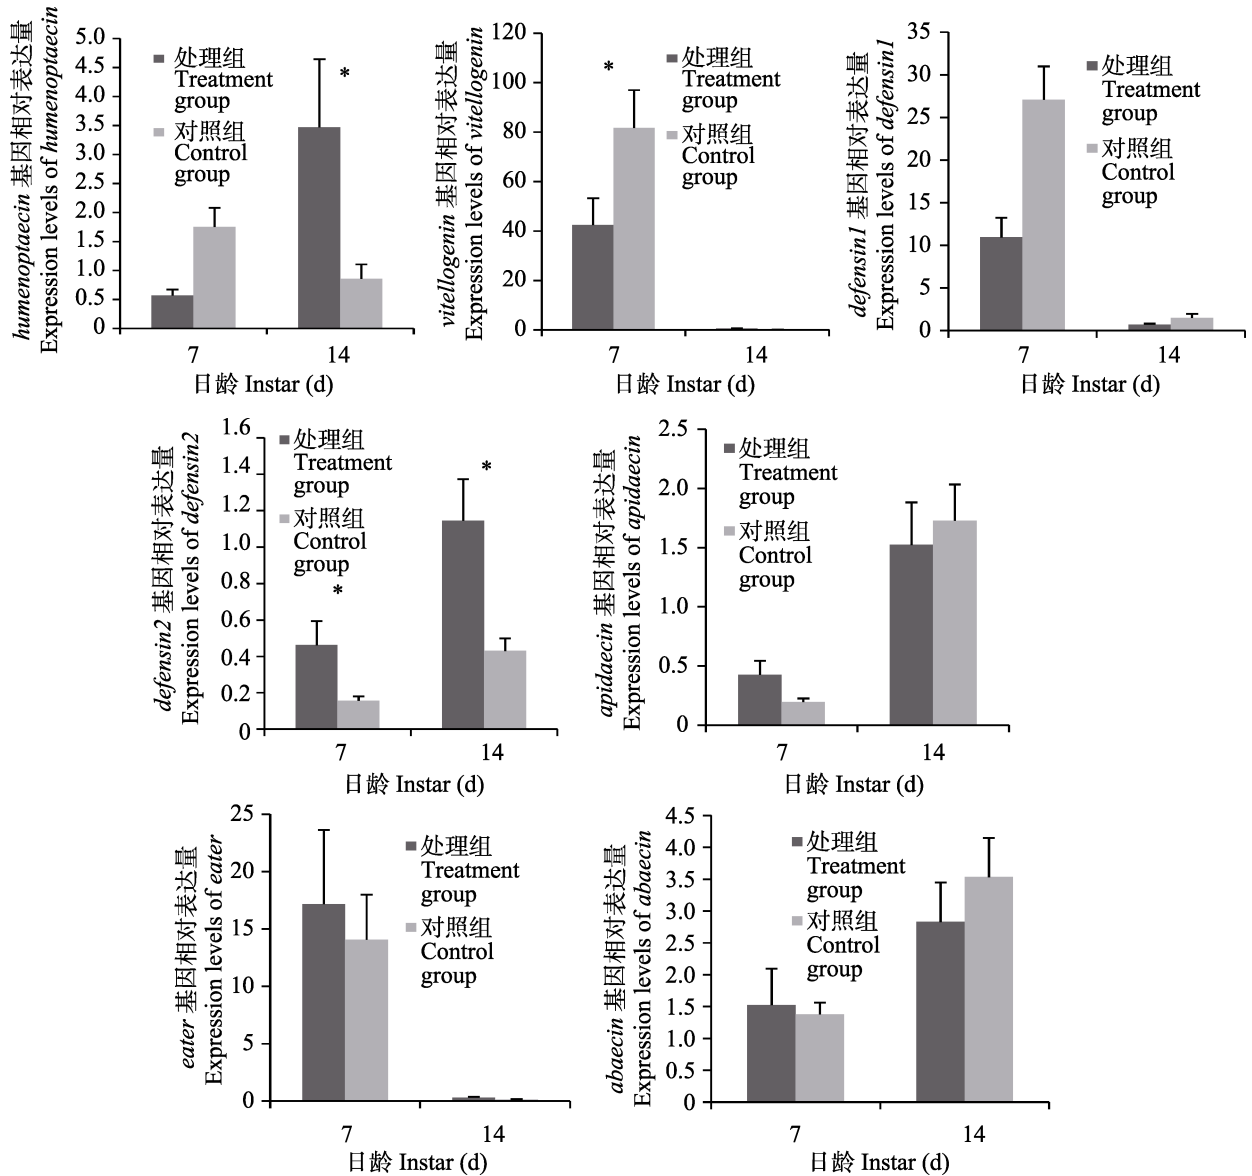 humenoptaecin 基因相对表达量
Expression levels of humenoptaecin
5.0
4.5
4.0
3.5
3.0
2.5
2.0
1.5
1.0
0.5
0
处理组
Treatment
group
对照组
Control
group
*
7
14
日龄 Instar (d)
vitellogenin 基因相对表达量
Expression levels of vitellogenin
120
100
80
60
40
20
0
*
处理组
Treatment
group
对照组
Control
group
7
14
日龄 Instar (d)
defensin1 基因相对表达量
Expression levels of defensin1
35
30
25
20
15
10
5
0
处理组
Treatment
group
对照组
Control
group
7
14
日龄 Instar (d)
defensin2 基因相对表达量
Expression levels of defensin2
1.6
1.4
1.2
1.0
0.8
0.6
0.4
0.2
0
处理组
Treatment
group
对照组
Control
group
*
*
7
14
日龄 Instar (d)
apidaecin 基因相对表达量
Expression levels of apidaecin
2.5
2.0
1.5
1.0
0.5
0
处理组
Treatment
group
对照组
Control
group
7
14
日龄 Instar (d)
eater 基因相对表达量
Expression levels of eater
25
20
15
10
5
0
处理组
Treatment
group
对照组
Control
group
7
14
日龄 Instar (d)
abaecin 基因相对表达量
Expression levels of abaecin
4.5
4.0
3.5
3.0
2.5
2.0
1.5
1.0
0.5
0
处理组
Treatment
group
对照组
Control
group
7
14
日龄 Instar (d)